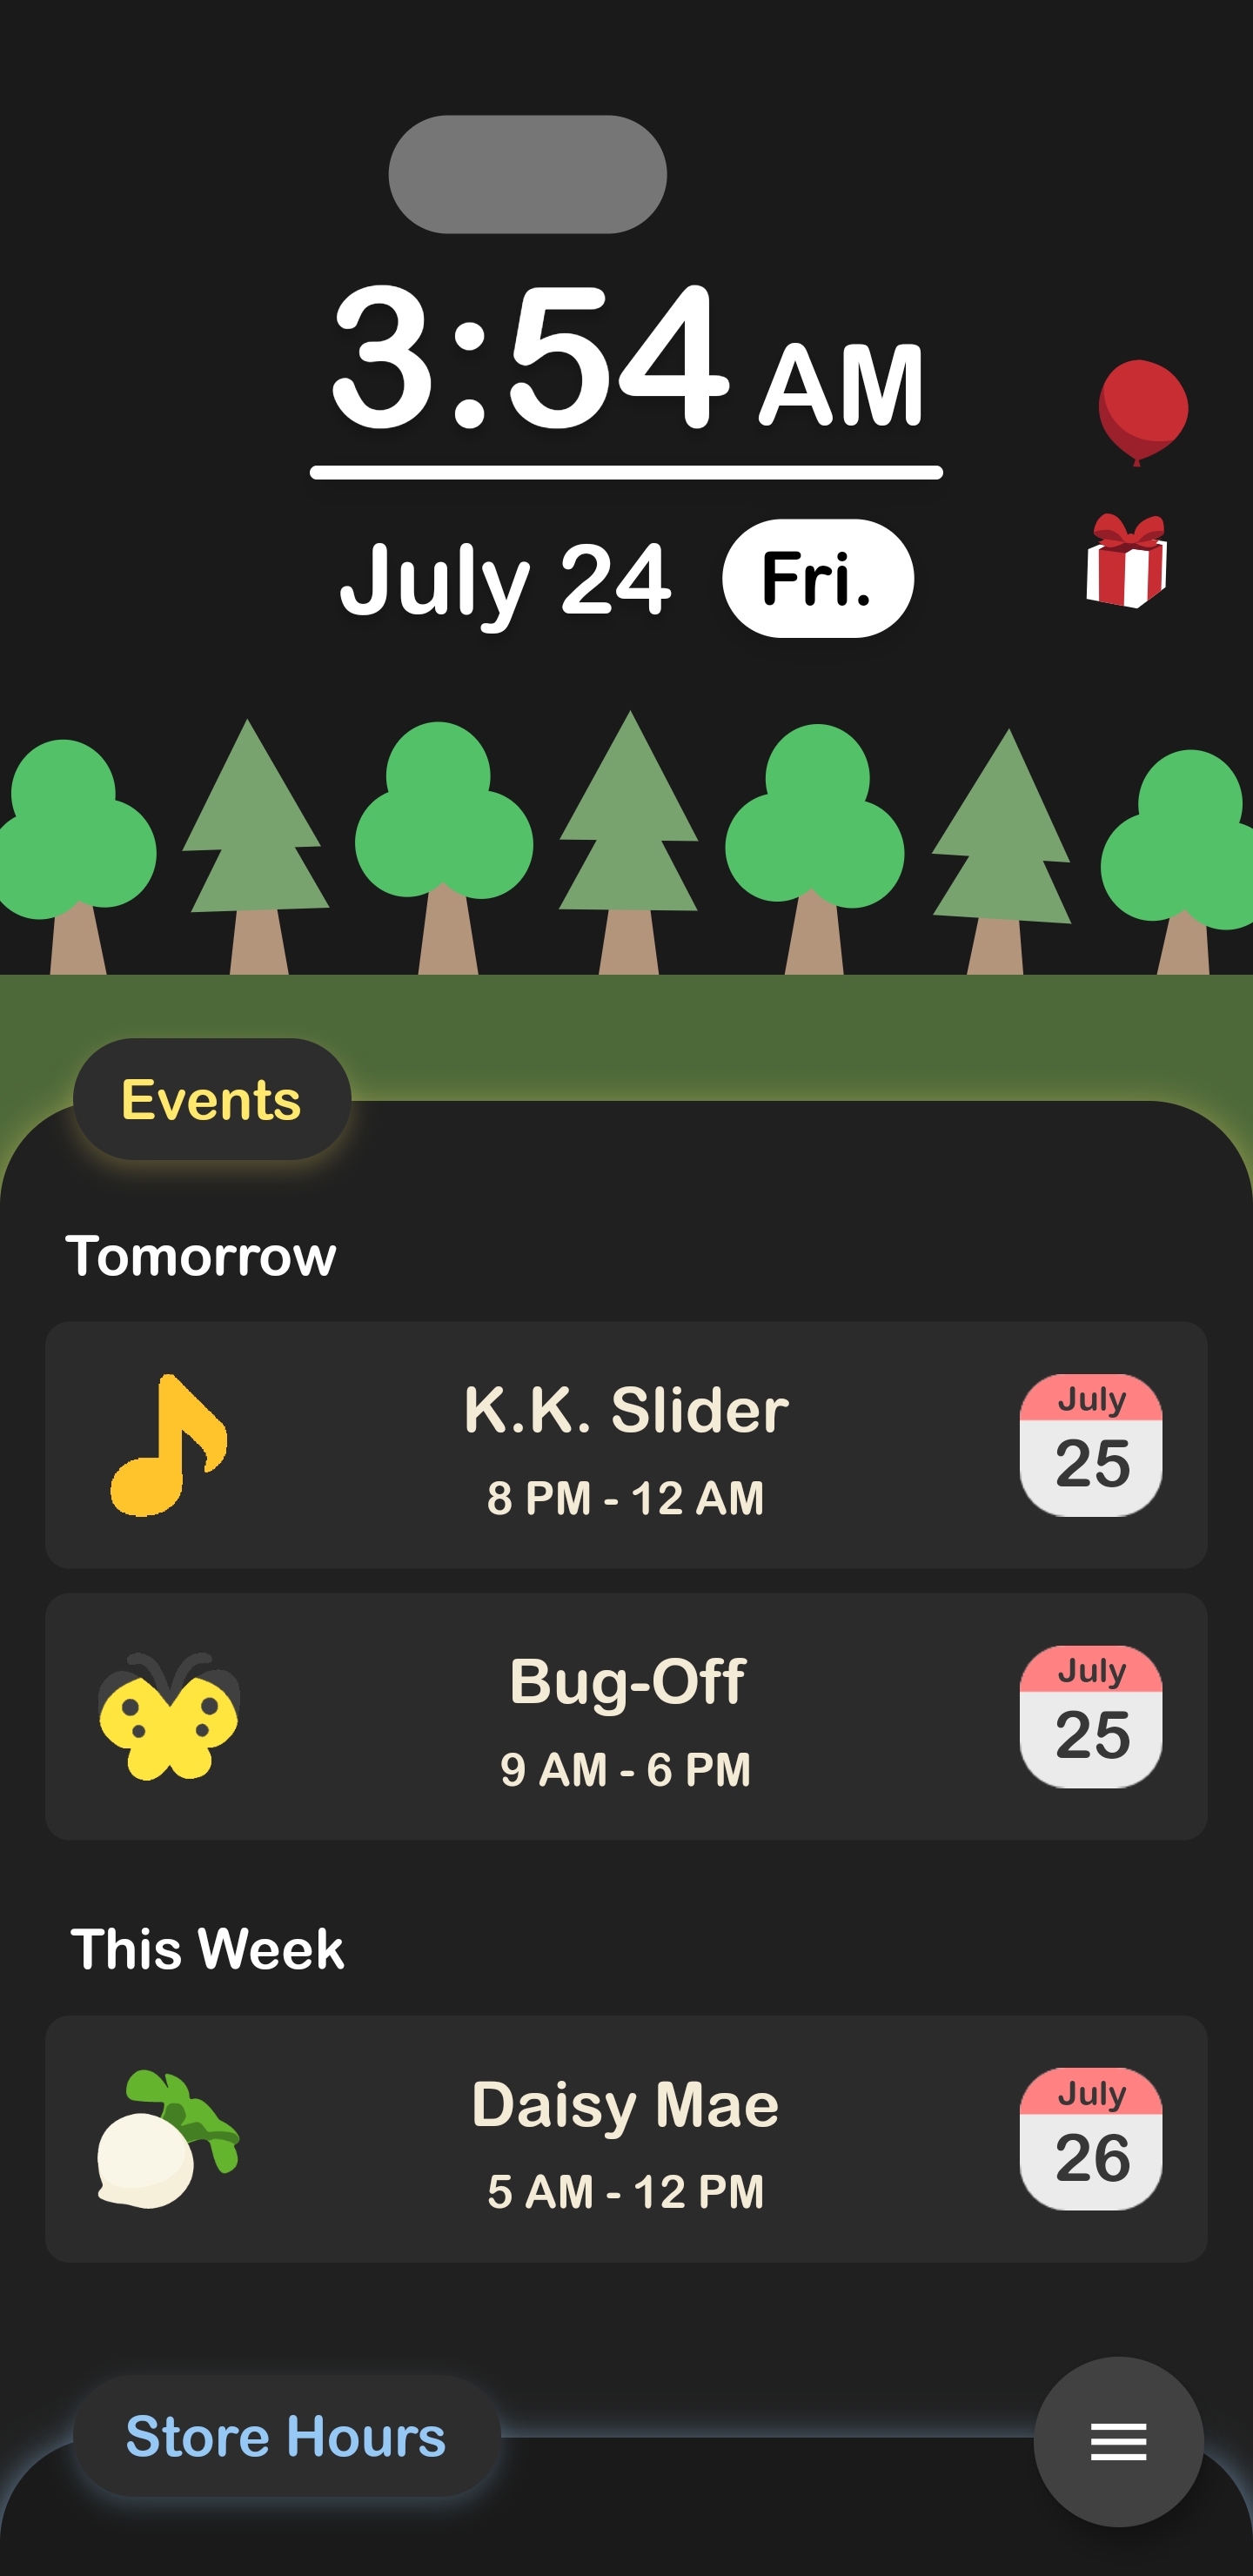 3:54 AM
July 24 Fri.
Events
Tomorrow
K.K. Slider
8 PM - 12 AM
July
25
Bug-Off
9 AM - 6 PM
July
25
This Week
Daisy Mae
5 AM - 12 PM
July
26
Store Hours